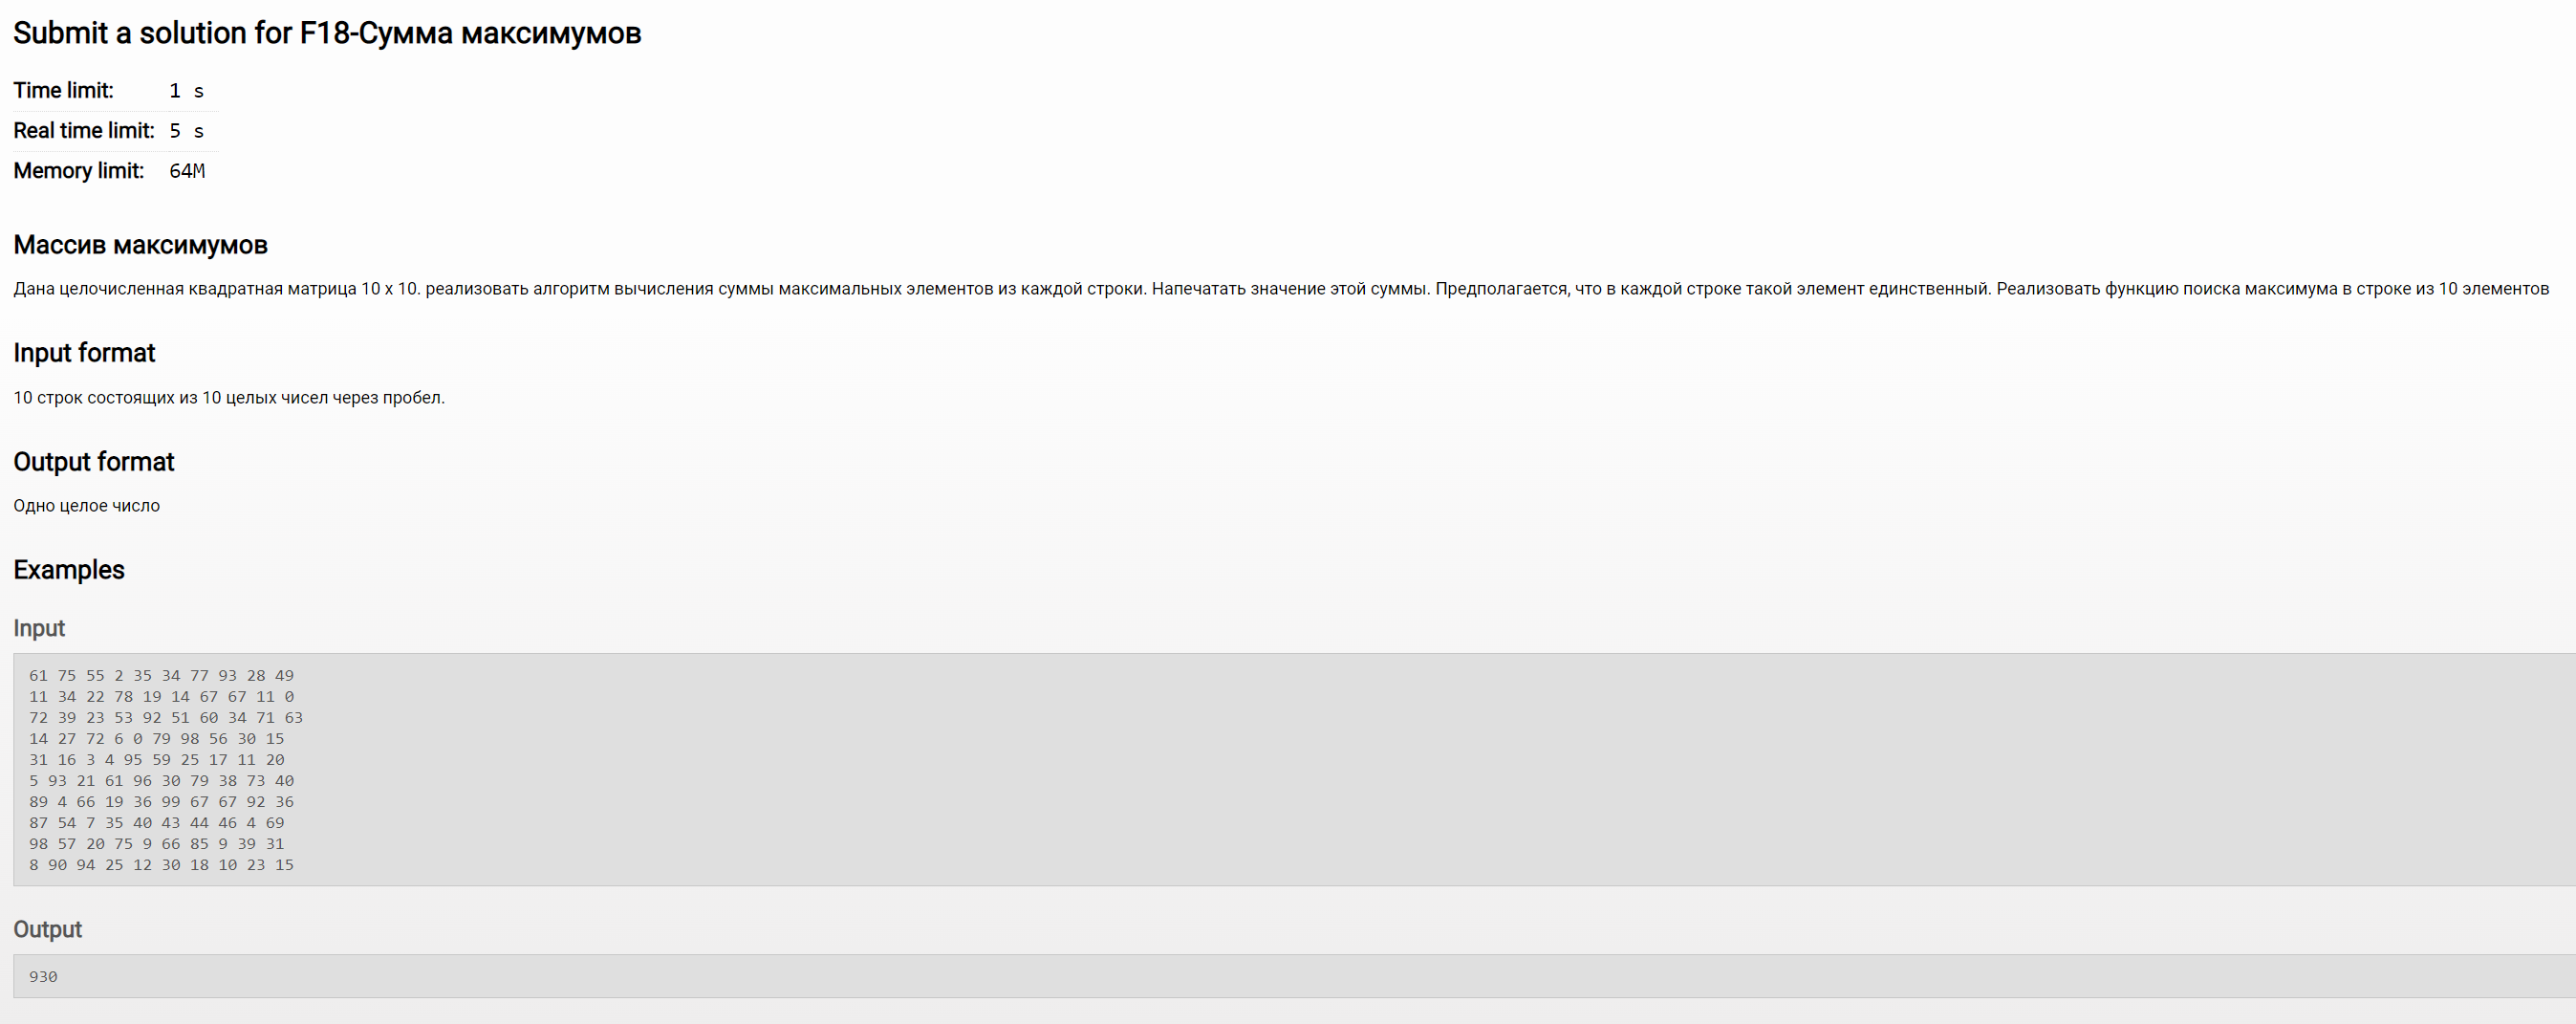 Submit a solution for F18-Сумма максимумов
Time limit: 1 s
Real time limit: 5 s
Memory limit: 64M
Массив максимумов
Дана целочисленная квадратная матрица 10 x 10. реализовать алгоритм вычисления суммы максимальных элементов из каждой строки. Напечатать значение этой суммы. Предполагается, что в каждой строке такой элемент единственный. Реализовать функцию поиска максимума в строке из 10 элементов
Input format
10 строк состоящих из 10 целых чисел через пробел.
Output format
Одно целое число
Examples
Input
61 75 55 2 35 34 77 93 28 49
11 34 22 78 19 14 67 67 11 0
72 39 23 53 92 51 60 34 71 63
14 27 72 6 0 79 98 56 30 15
31 16 3 4 95 59 25 17 11 20
5 93 21 61 96 30 79 38 73 40
89 4 66 19 36 99 67 67 92 36
87 54 7 35 40 43 44 46 4 69
98 57 20 75 9 66 85 9 39 31
8 90 94 25 12 30 18 10 23 15
Output
930